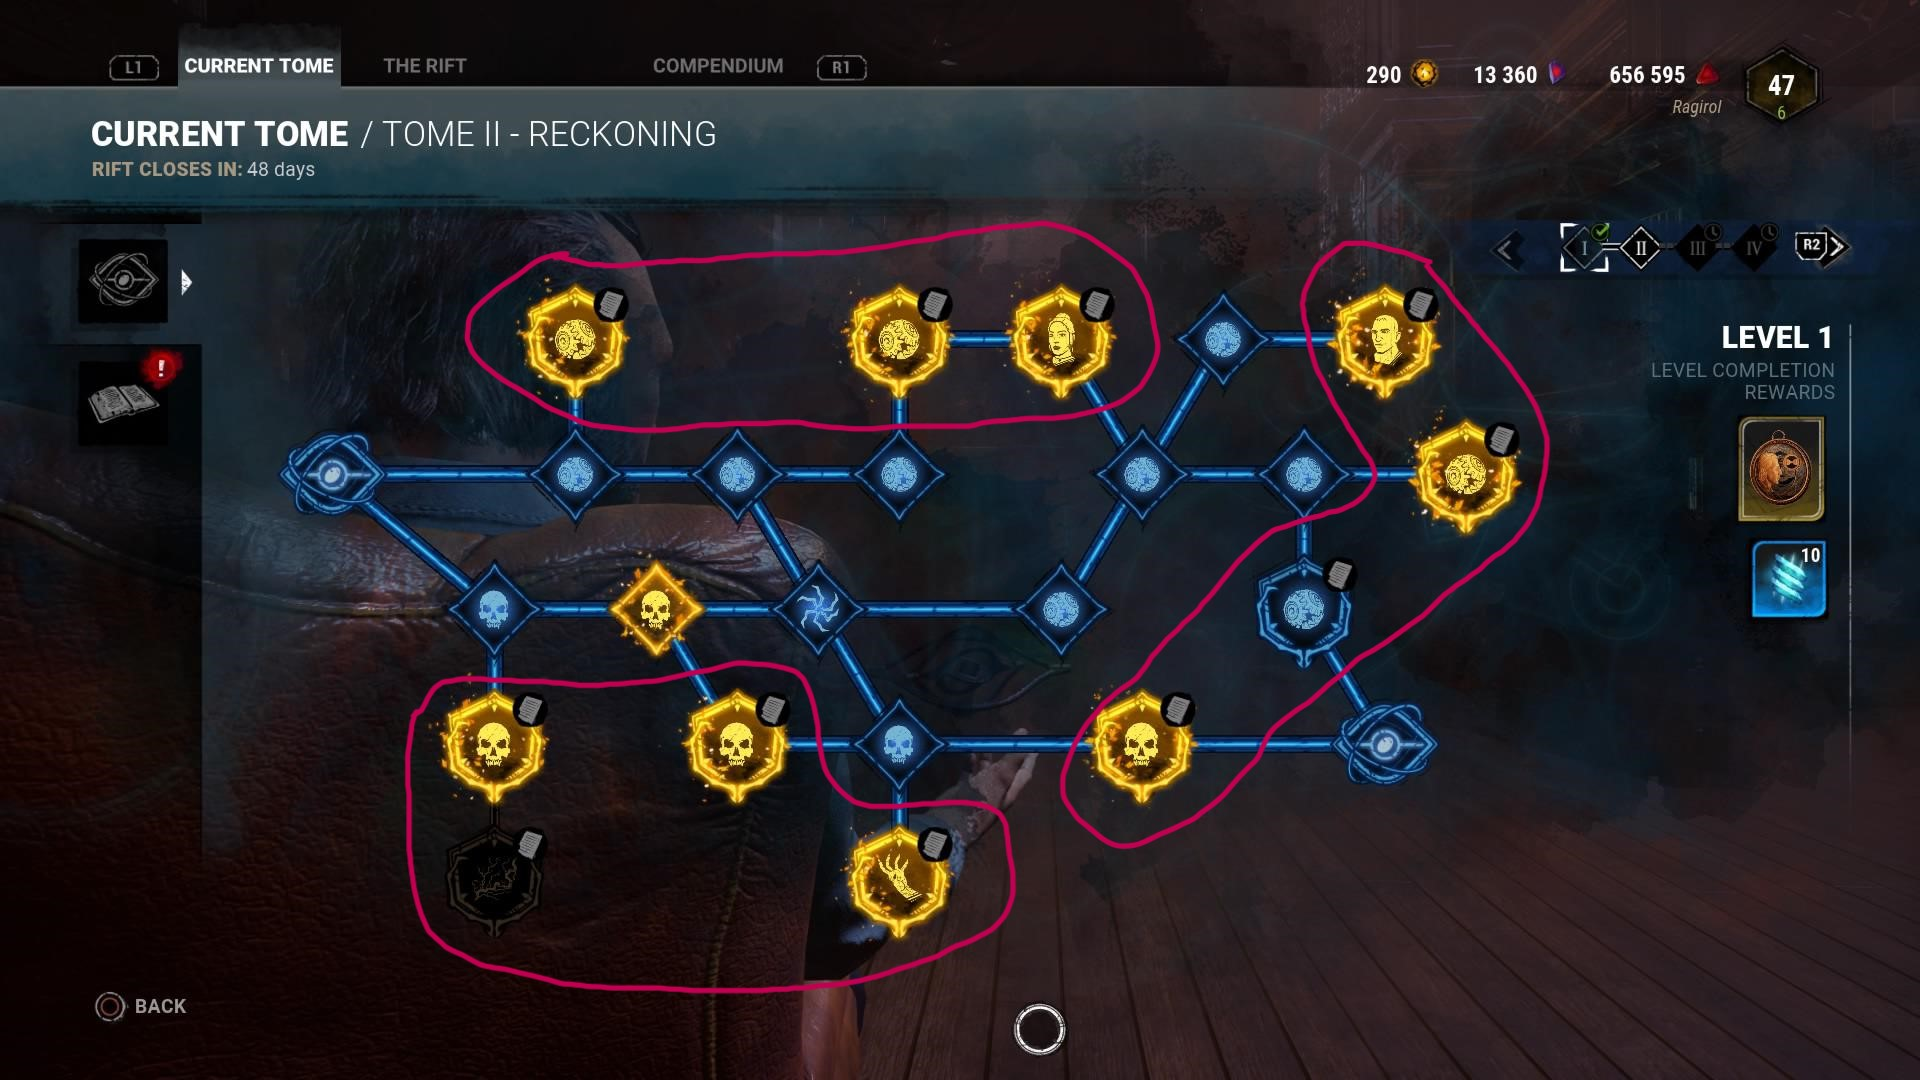 L1
CURRENT TOME
THE RIFT
COMPENDIUM
R1
290
13 360
656 595
47
6
Ragirol
CURRENT TOME / TOME II - RECKONING
RIFT CLOSES IN: 48 days
I
II
III
IV
R2
!
LEVEL 1
LEVEL COMPLETION
REWARDS
10
BACK